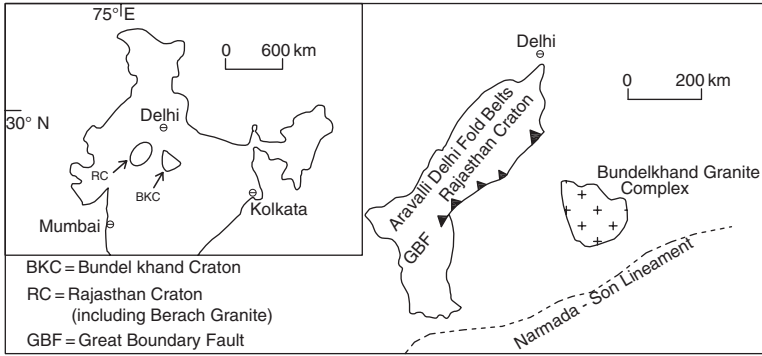 75° E
0 600 km
30° N
Delhi
RC
BKC
Mumbai
Kolkata
BKC = Bundel khand Craton
RC = Rajasthan Craton
(including Berach Granite)
GBF = Great Boundary Fault
Delhi
0 200 km
Aravalli Delhi Fold Belts
Rajasthan Craton
GBF
Bundelkhand Granite
Complex
Narmada - Son Lineament